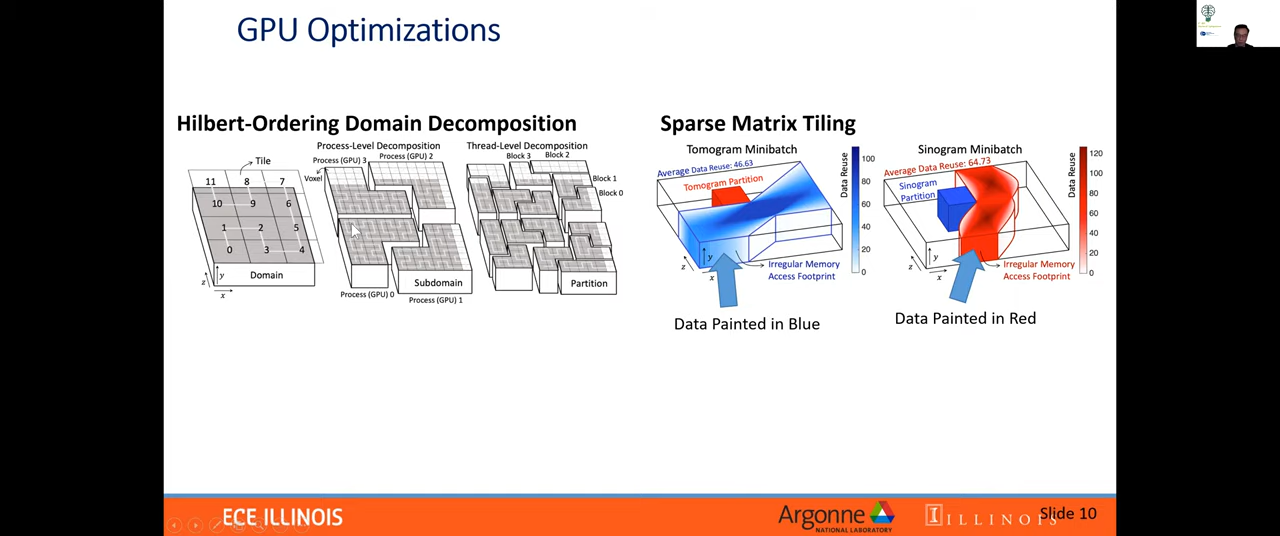 GPU Optimizations
Hilbert-Ordering Domain Decomposition
Tile
11 8 7
10 9 6
1 2 5
0 3 4
z y x
Domain
Process-Level Decomposition
Process (GPU) 3
Process (GPU) 2
Voxel
Subdomain
Process (GPU) 0
Process (GPU) 1
Thread-Level Decomposition
Block 3
Block 2
Block 1
Block 0
Partition
Sparse Matrix Tiling
Tomogram Minibatch
Average Data Reuse: 46.63
Tomogram Partition
z y x
Irregular Memory
Access Footprint
Data Reuse
100
80
60
40
20
0
Data Painted in Blue
Sinogram Minibatch
Average Data Reuse: 64.73
Sinogram
Partition
z y x
Irregular Memory
Access Footprint
Data Reuse
120
100
80
60
40
20
0
Data Painted in Red
ECE ILLINOIS
Argonne
NATIONAL LABORATORY
I ILLINOIS
Slide 10